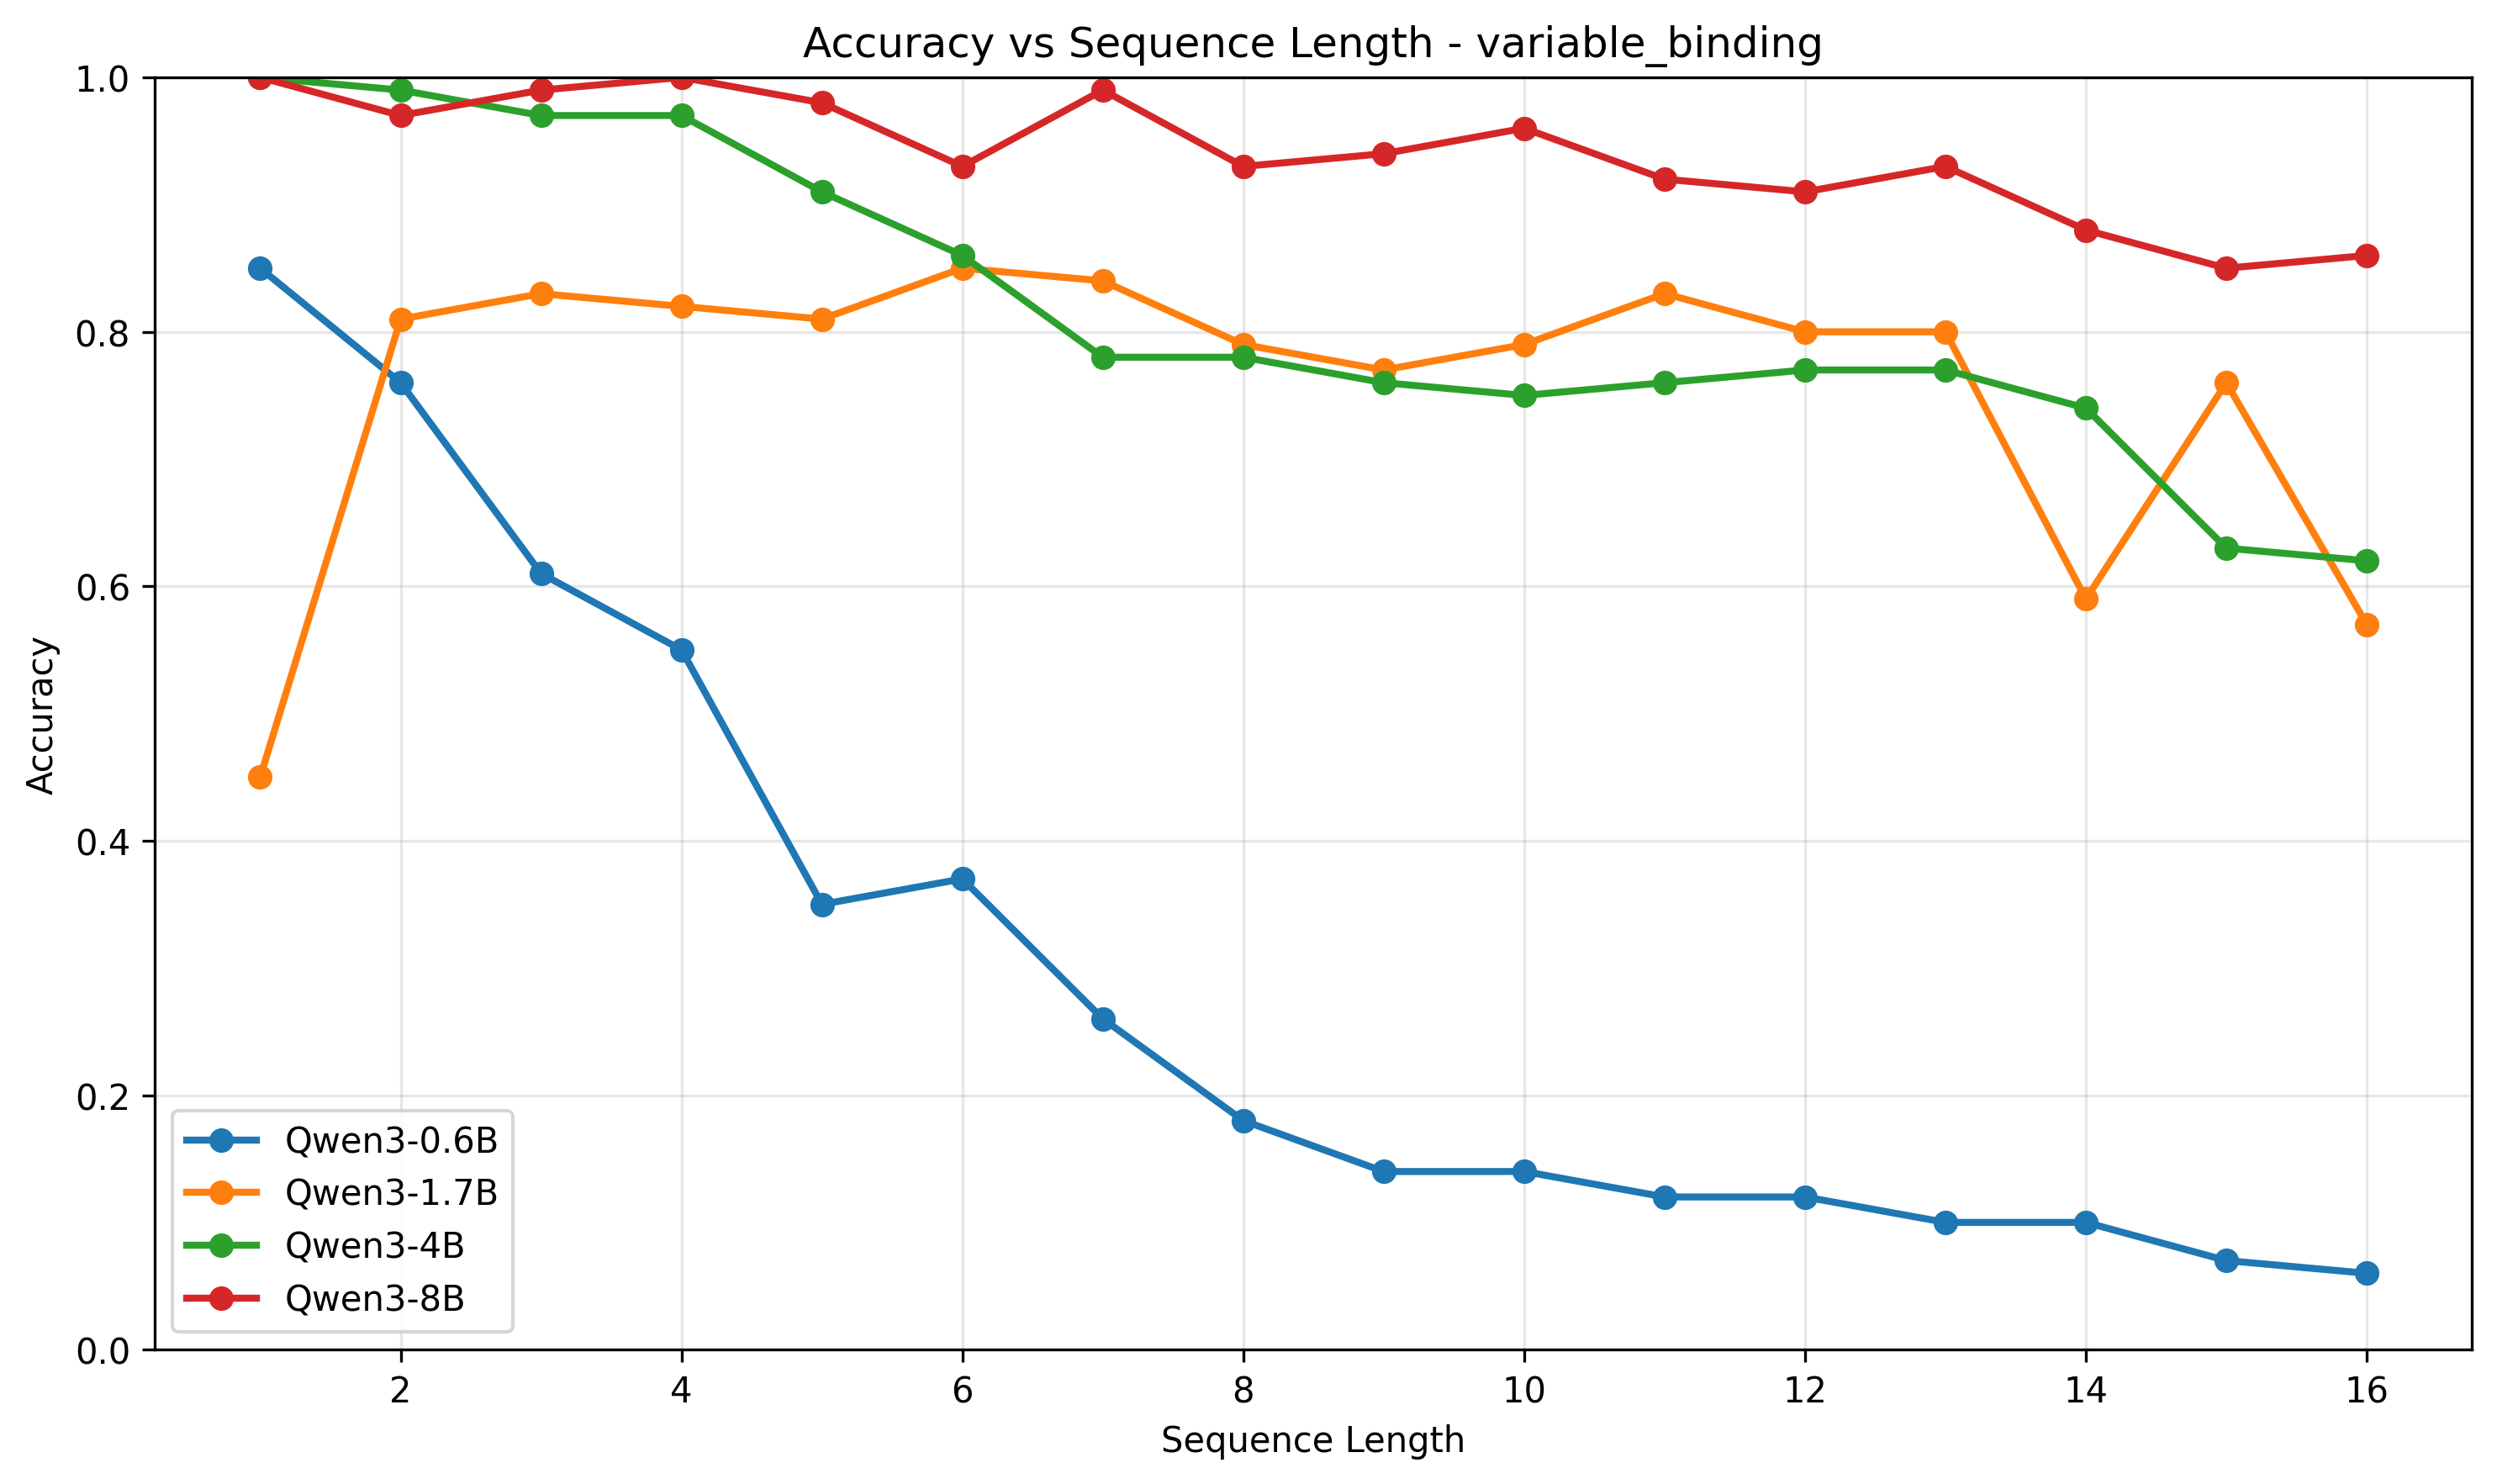 Accuracy vs Sequence Length - variable_binding
1.0
0.8
0.6
0.4
0.2
0.0
Accuracy
Qwen3-0.6B
Qwen3-1.7B
Qwen3-4B
Qwen3-8B
2 4 6 8 10 12 14 16
Sequence Length